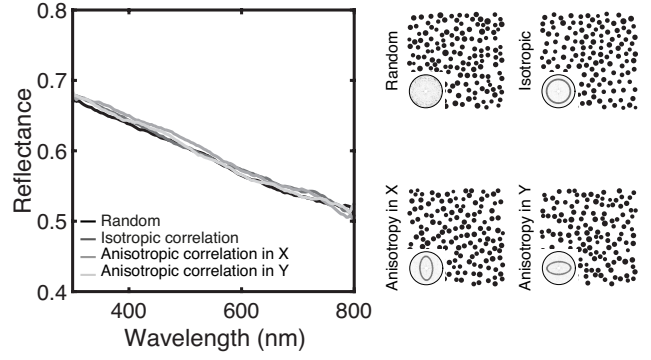 0.8
0.7
0.6
0.5
0.4
Reflectance
Random
Isotropic correlation
Anisotropic correlation in X
Anisotropic correlation in Y
400
600
800
Wavelength (nm)
Random
Isotropic
Anisotropy in X
Anisotropy in Y